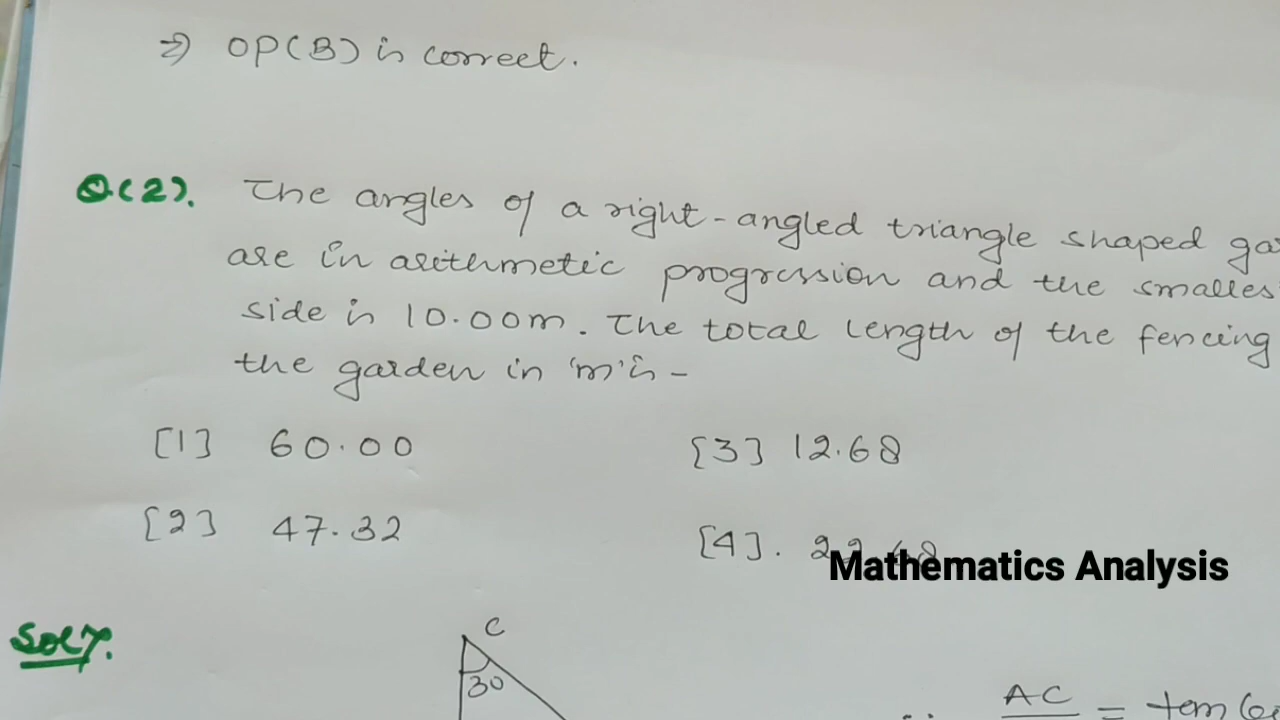 ⇒ OP(B) is correct.
Q(2). The angles of a right-angled triangle shaped
are in arithmetic progression and the
side is 10.00m. The total length of the fencing
the garden in 'm' is -
[1] 60.00 [3] 12.68
[2] 47.32 [4].
Mathematics Analysis
Solⁿ.
C
30
AC
∴ = tan